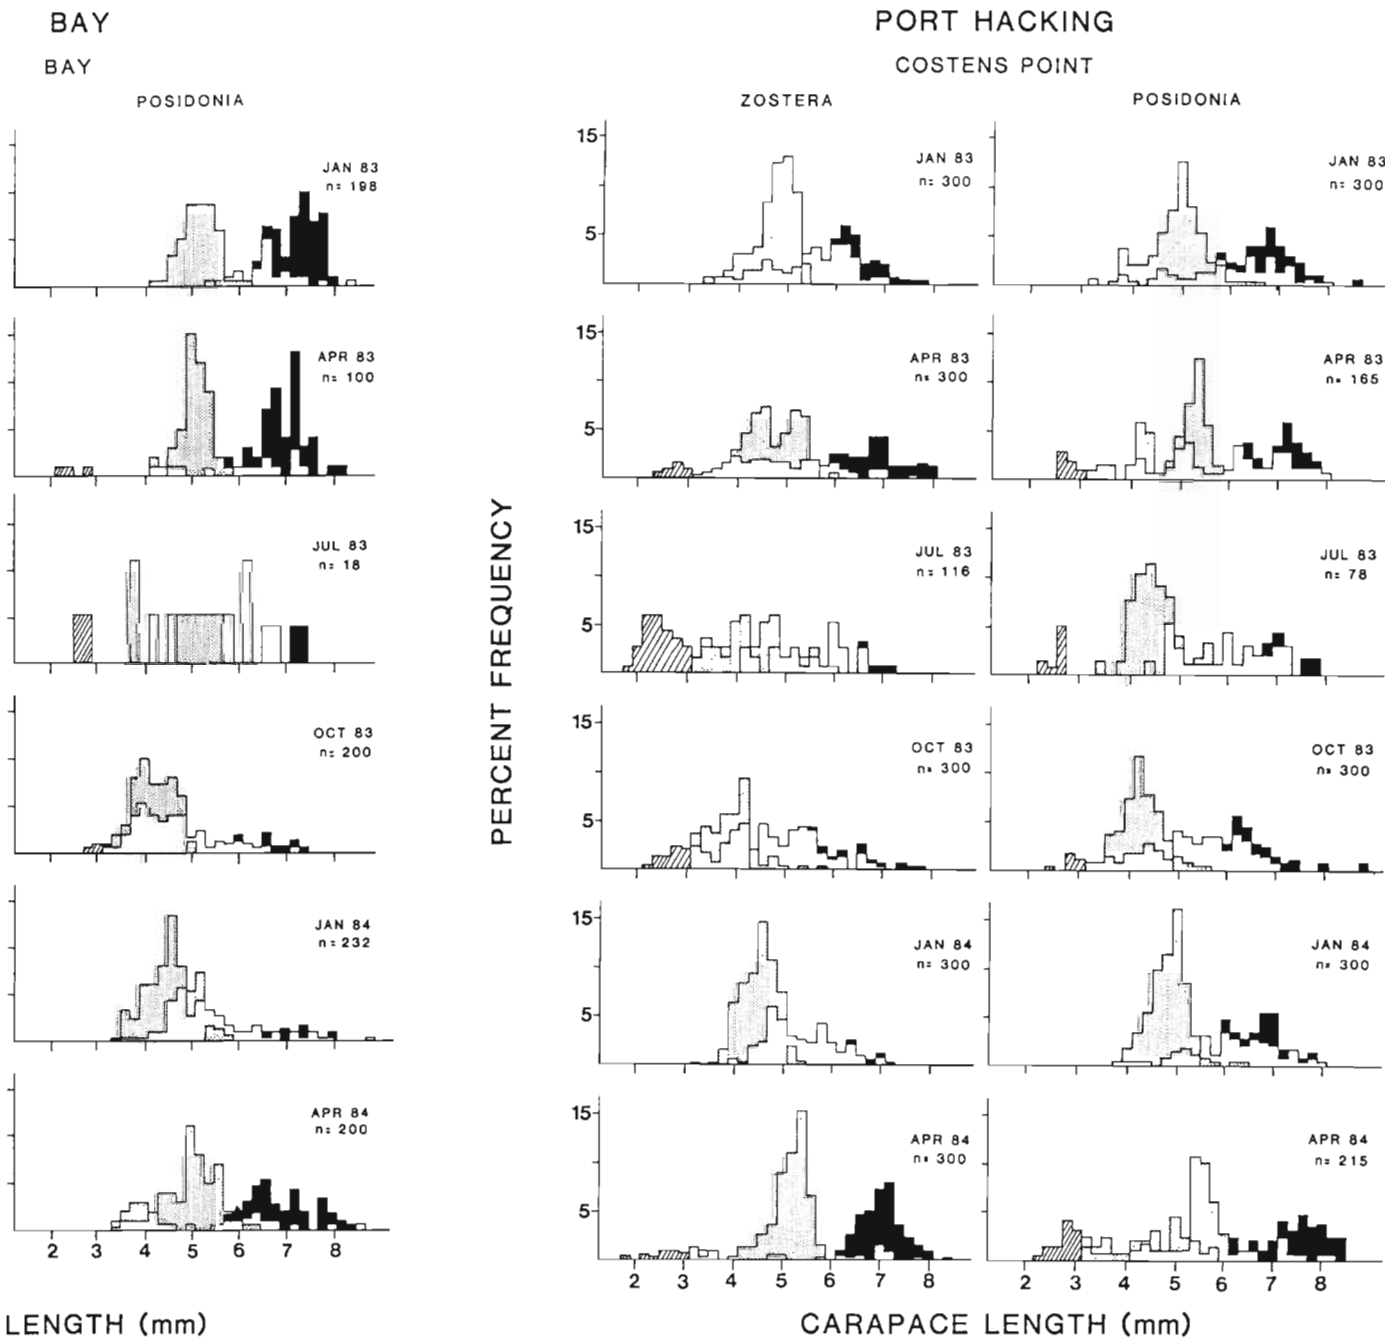 BAY
PORT HACKING
BAY
COSTENS POINT
POSIDONIA
ZOSTERA
POSIDONIA
15
5
JAN 83
n= 198
JAN 83
n= 300
JAN 83
n= 300
15
5
APR 83
n= 100
APR 83
n= 300
APR 83
n= 165
15
5
JUL 83
n= 18
JUL 83
n= 116
JUL 83
n= 78
15
5
OCT 83
n= 200
OCT 83
n= 300
OCT 83
n= 300
15
5
JAN 84
n= 232
JAN 84
n= 300
JAN 84
n= 300
15
5
APR 84
n= 200
APR 84
n= 300
APR 84
n= 215
PERCENT FREQUENCY
2 3 4 5 6 7 8
2 3 4 5 6 7 8
2 3 4 5 6 7 8
LENGTH (mm)
CARAPACE LENGTH (mm)